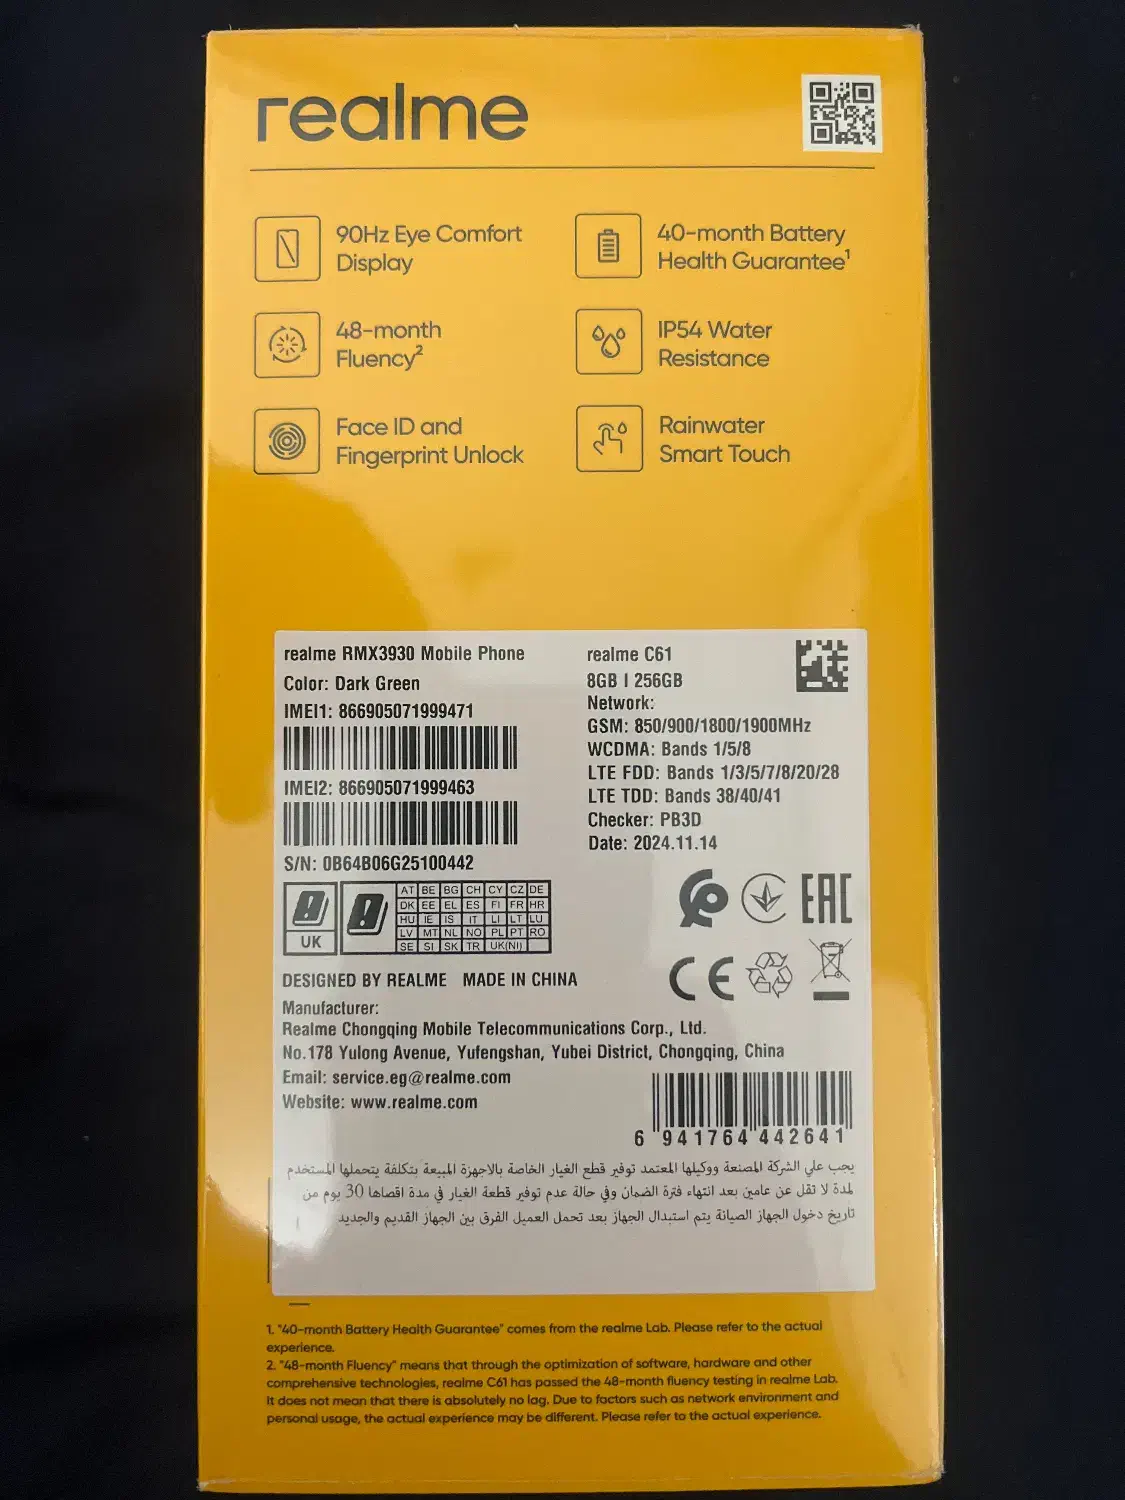 realme
90Hz Eye Comfort
Display
40-month Battery
Health Guarantee¹
48-month
Fluency²
IP54 Water
Resistance
Face ID and
Fingerprint Unlock
Rainwater
Smart Touch
realme RMX3930 Mobile Phone
Color: Dark Green
IMEI1: 866905071999471
IMEI2: 866905071999463
S/N: 0B64B06G25100442
realme C61
8GB | 256GB
Network:
GSM: 850/900/1800/1900MHz
WCDMA: Bands 1/5/8
LTE FDD: Bands 1/3/5/7/8/20/28
LTE TDD: Bands 38/40/41
Checker: PB3D
Date: 2024.11.14
UK
AT BE BG CH CY CZ DE
DK EE EL ES FI FR HR
HU IE IS IT LI LT LU
LV MT NL NO PL PT RO
SE SI SK TR UK(NI)
EAC
CE
DESIGNED BY REALME MADE IN CHINA
Manufacturer:
Realme Chongqing Mobile Telecommunications Corp., Ltd.
No.178 Yulong Avenue, Yufengshan, Yubei District, Chongqing, China
Email: service.eg@realme.com
Website: www.realme.com
6 941764 442641
يجب علي الشركة المصنعة ووكيلها المعتمد توفير قطع الغيار الخاصة بالاجهزة المبيعة بتكلفة يتحملها المستخدم
لمدة لا تقل عن عامين بعد انتهاء فترة الضمان وفي حالة عدم توفير قطعة الغيار في مدة اقصاها 30 يوم من
تاريخ دخول الجهاز الصيانة يتم استبدال الجهاز بعد تحمل العميل الفرق بين الجهاز القديم والجديد
1. "40-month Battery Health Guarantee" comes from the realme Lab. Please refer to the actual
experience.
2. "48-month Fluency" means that through the optimization of software, hardware and other
comprehensive technologies, realme C61 has passed the 48-month fluency testing in realme Lab.
It does not mean that there is absolutely no lag. Due to factors such as network environment and
personal usage, the actual experience may be different. Please refer to the actual experience.